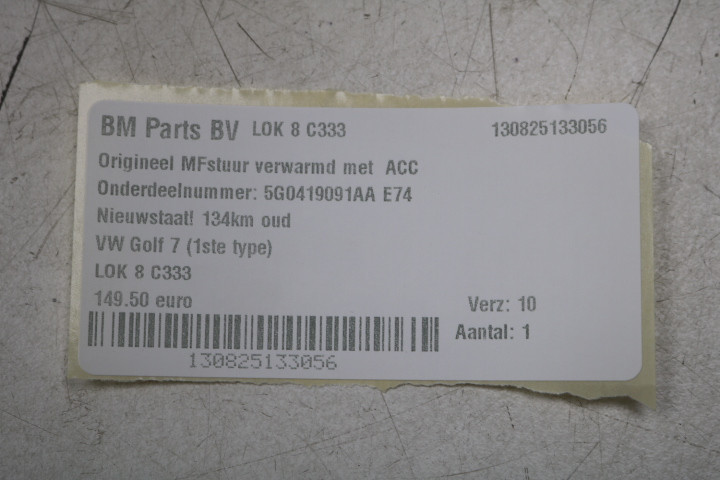 BM Parts BV LOK 8 C333 130825133056
Origineel MFstuur verwarmd met ACC
Onderdeelnummer: 5G0419091AA E74
Nieuwstaat! 134km oud
VW Golf 7 (1ste type)
LOK 8 C333
149.50 euro Verz: 10
Aantal: 1
130825133056